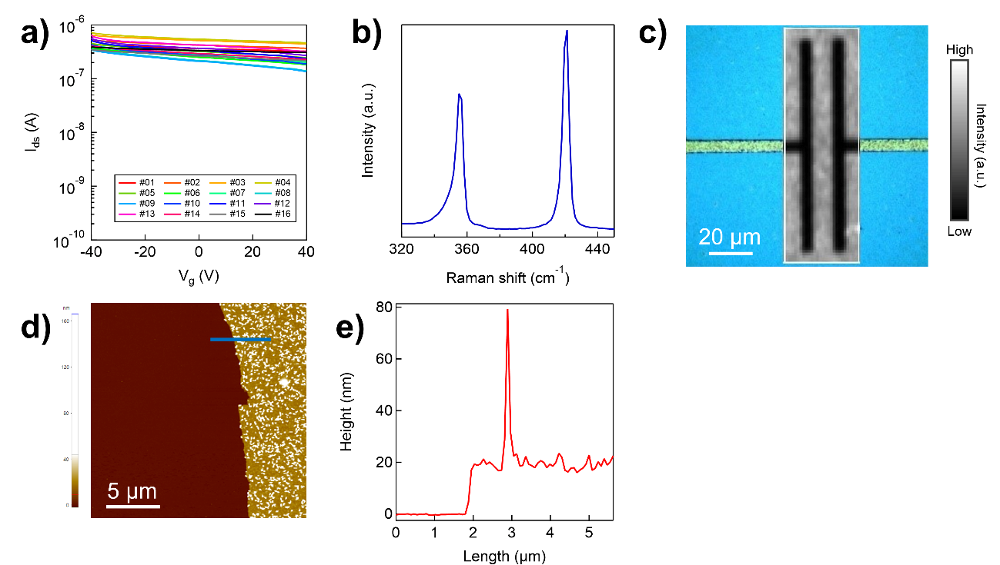 a)
10-6
10-7
10-8
10-9
10-10
Ids (A)
#01 #02 #03 #04
#05 #06 #07 #08
#09 #10 #11 #12
#13 #14 #15 #16
-40 -20 0 20 40
Vg (V)
b)
Intensity (a.u.)
320 360 400 440
Raman shift (cm-1)
c)
20 µm
High
Intensity (a.u.)
Low
d)
nm
160
120
80
40
0
5 µm
e)
80
60
40
20
0
Height (nm)
0 1 2 3 4 5
Length (µm)